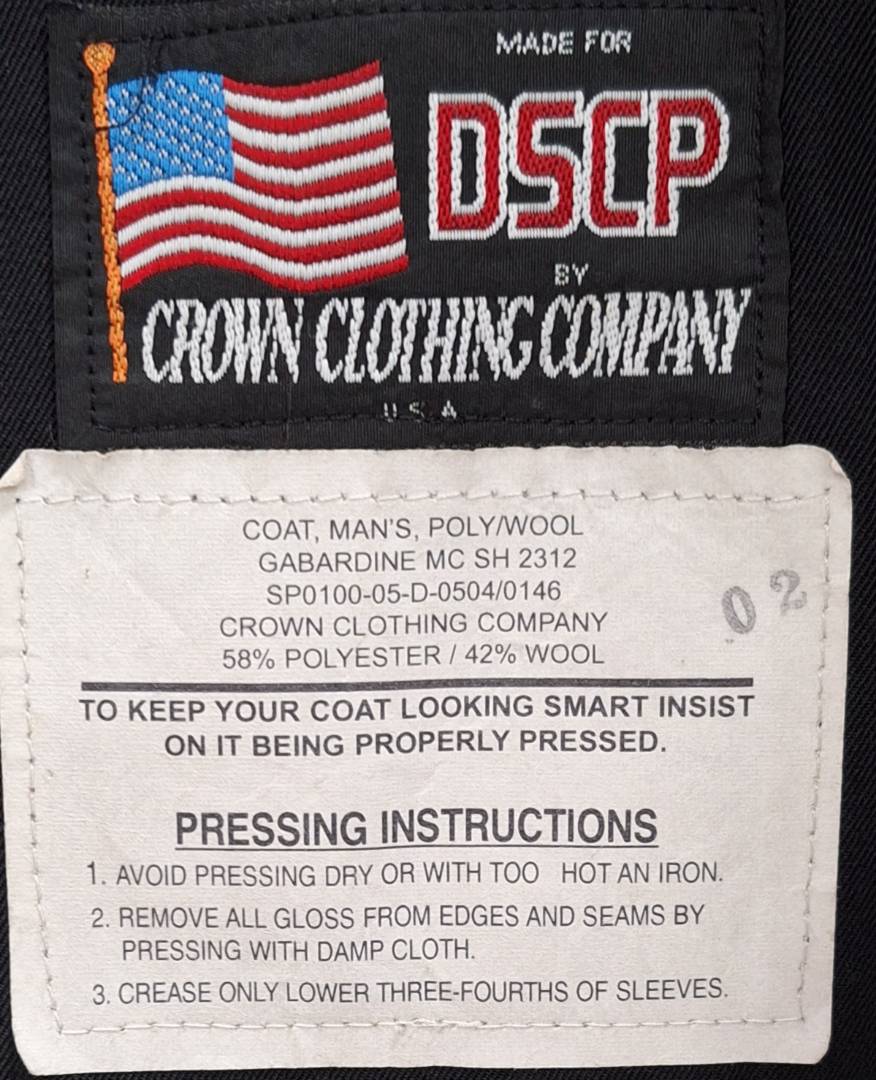 MADE FOR
DSCP
BY
CROWN CLOTHING COMPANY
U S A
COAT, MAN'S, POLY/WOOL
GABARDINE MC SH 2312
SP0100-05-D-0504/0146
CROWN CLOTHING COMPANY
58% POLYESTER / 42% WOOL
02
TO KEEP YOUR COAT LOOKING SMART INSIST
ON IT BEING PROPERLY PRESSED.
PRESSING INSTRUCTIONS
1. AVOID PRESSING DRY OR WITH TOO HOT AN IRON.
2. REMOVE ALL GLOSS FROM EDGES AND SEAMS BY
PRESSING WITH DAMP CLOTH.
3. CREASE ONLY LOWER THREE-FOURTHS OF SLEEVES.